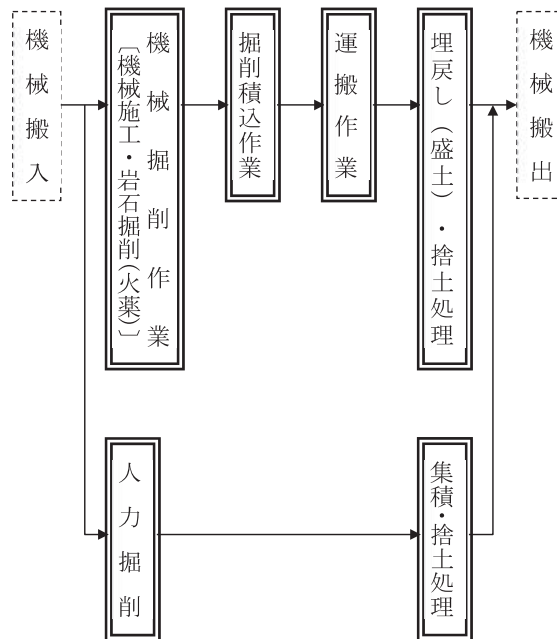 機械搬入
機械掘削作業
〔機械施工・岩石掘削(火薬)〕
掘削積込作業
運搬作業
埋戻し（盛土）・捨土処理
機械搬出
人力掘削
集積・捨土処理